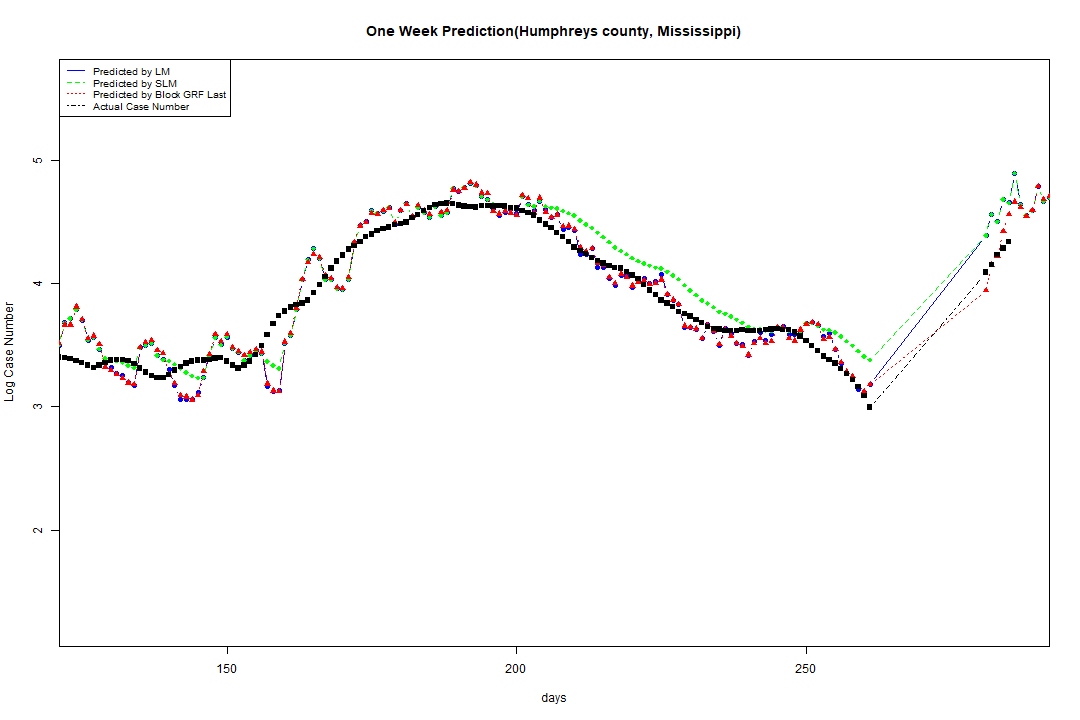 One Week Prediction(Humphreys county, Mississippi)
Predicted by LM
Predicted by SLM
Predicted by Block GRF Last
Actual Case Number
5
4
3
2
Log Case Number
150
200
250
days